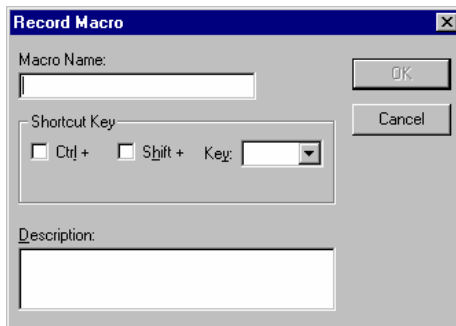 Record Macro
Macro Name:
OK
Shortcut Key
Cancel
Ctrl +
Shift +
Key:
Description: